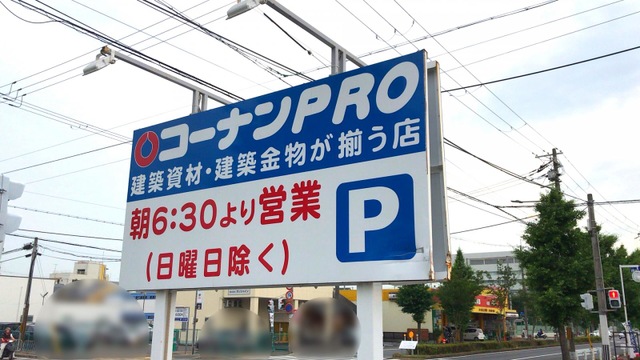 コーナンPRO
建築資材・建築金物が揃う店
朝6:30より営業
(日曜日除く)
P